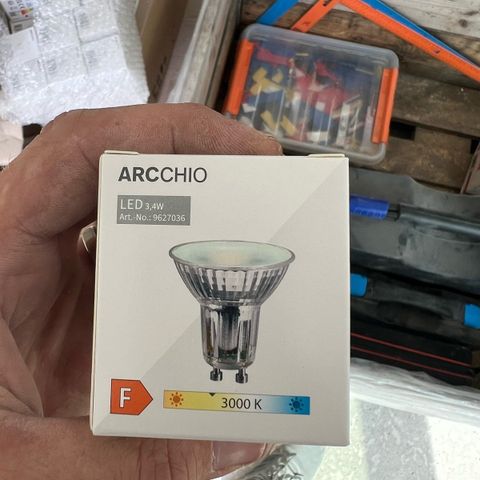 ARCCHIO
LED 3,4W
Art.-No.: 9627036
F
3000 K